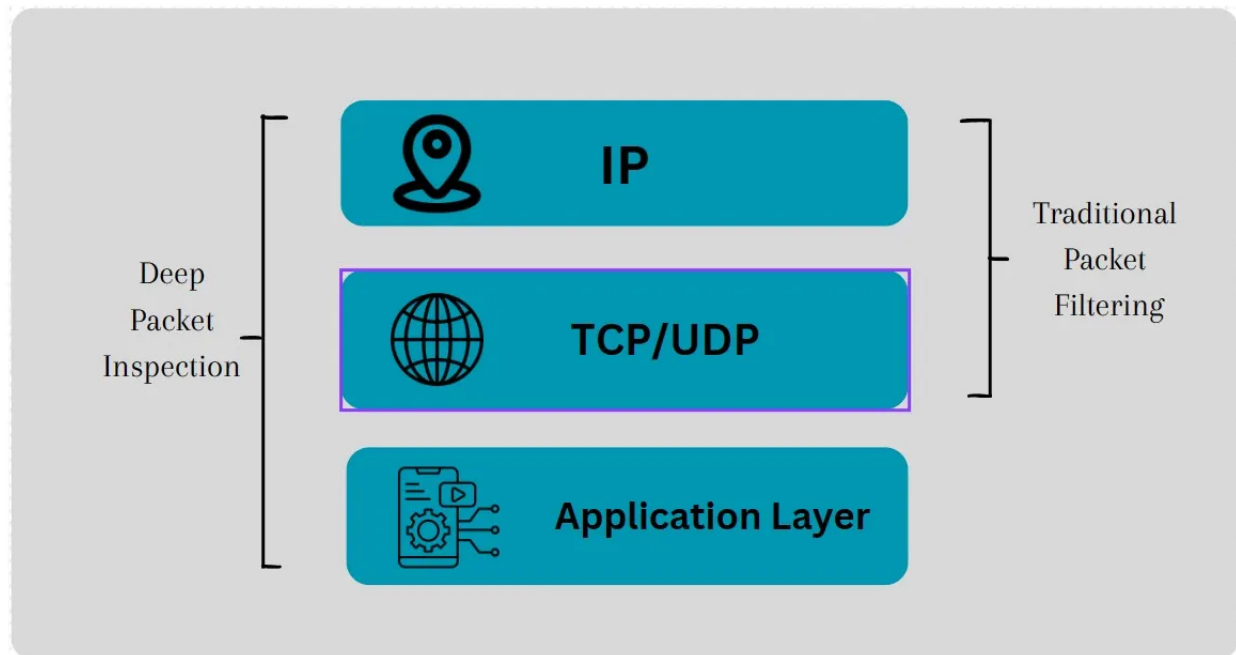 IP
Traditional
Packet
Filtering
Deep
Packet
Inspection
TCP/UDP
Application Layer